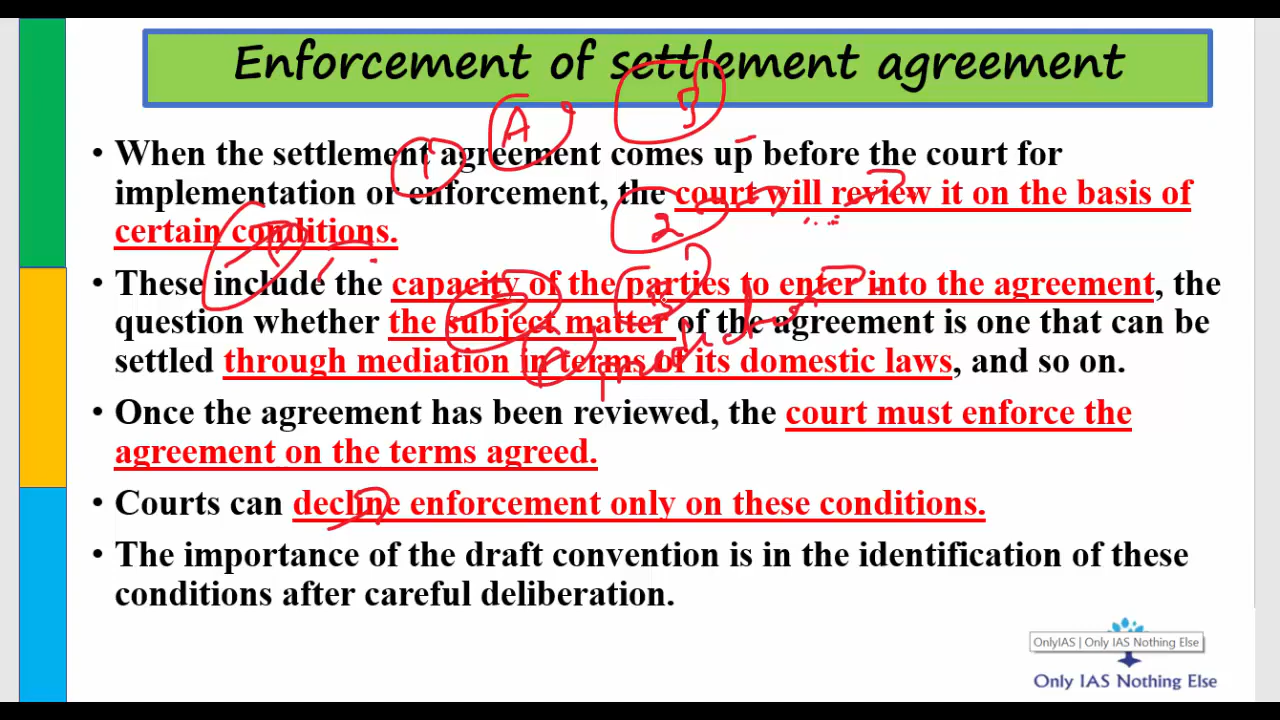 Enforcement of settlement agreement
• When the settlement agreement comes up before the court for
implementation or enforcement, the court will review it on the basis of
certain conditions.
• These include the capacity of the parties to enter into the agreement, the
question whether the subject matter of the agreement is one that can be
settled through mediation in terms of its domestic laws, and so on.
• Once the agreement has been reviewed, the court must enforce the
agreement on the terms agreed.
• Courts can decline enforcement only on these conditions.
• The importance of the draft convention is in the identification of these
conditions after careful deliberation.
A
1
2
OnlyIAS | Only IAS Nothing Else
Only IAS Nothing Else